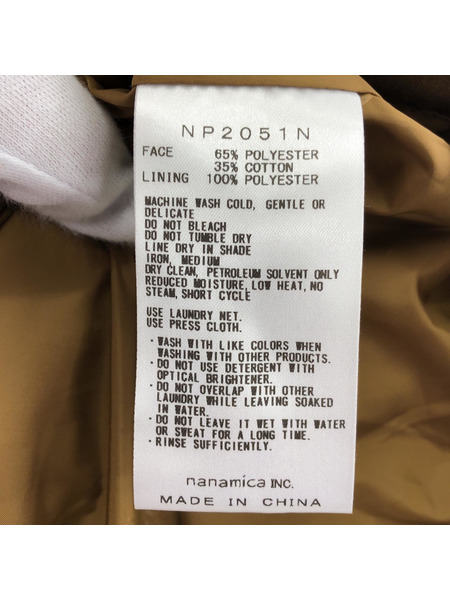 NP2051N
FACE 65% POLYESTER
35% COTTON
LINING 100% POLYESTER
MACHINE WASH COLD, GENTLE OR
DELICATE
DO NOT BLEACH
DO NOT TUMBLE DRY
LINE DRY IN SHADE
IRON, MEDIUM
DRY CLEAN, PETROLEUM SOLVENT ONLY
REDUCED MOISTURE, LOW HEAT, NO
STEAM, SHORT CYCLE
USE LAUNDRY NET.
USE PRESS CLOTH.
・WASH WITH LIKE COLORS WHEN
WASHING WITH OTHER PRODUCTS.
・DO NOT USE DETERGENT WITH
OPTICAL BRIGHTENER.
・DO NOT OVERLAP WITH OTHER
LAUNDRY WHILE LEAVING SOAKED
IN WATER.
・DO NOT LEAVE IT WET WITH WATER
OR SWEAT FOR A LONG TIME.
・RINSE SUFFICIENTLY.
nanamica INC.
MADE IN CHINA